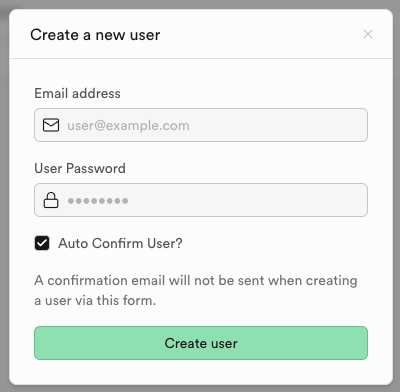 Create a new user
Email address
user@example.com
User Password
••••••••
Auto Confirm User?
A confirmation email will not be sent when creating
a user via this form.
Create user